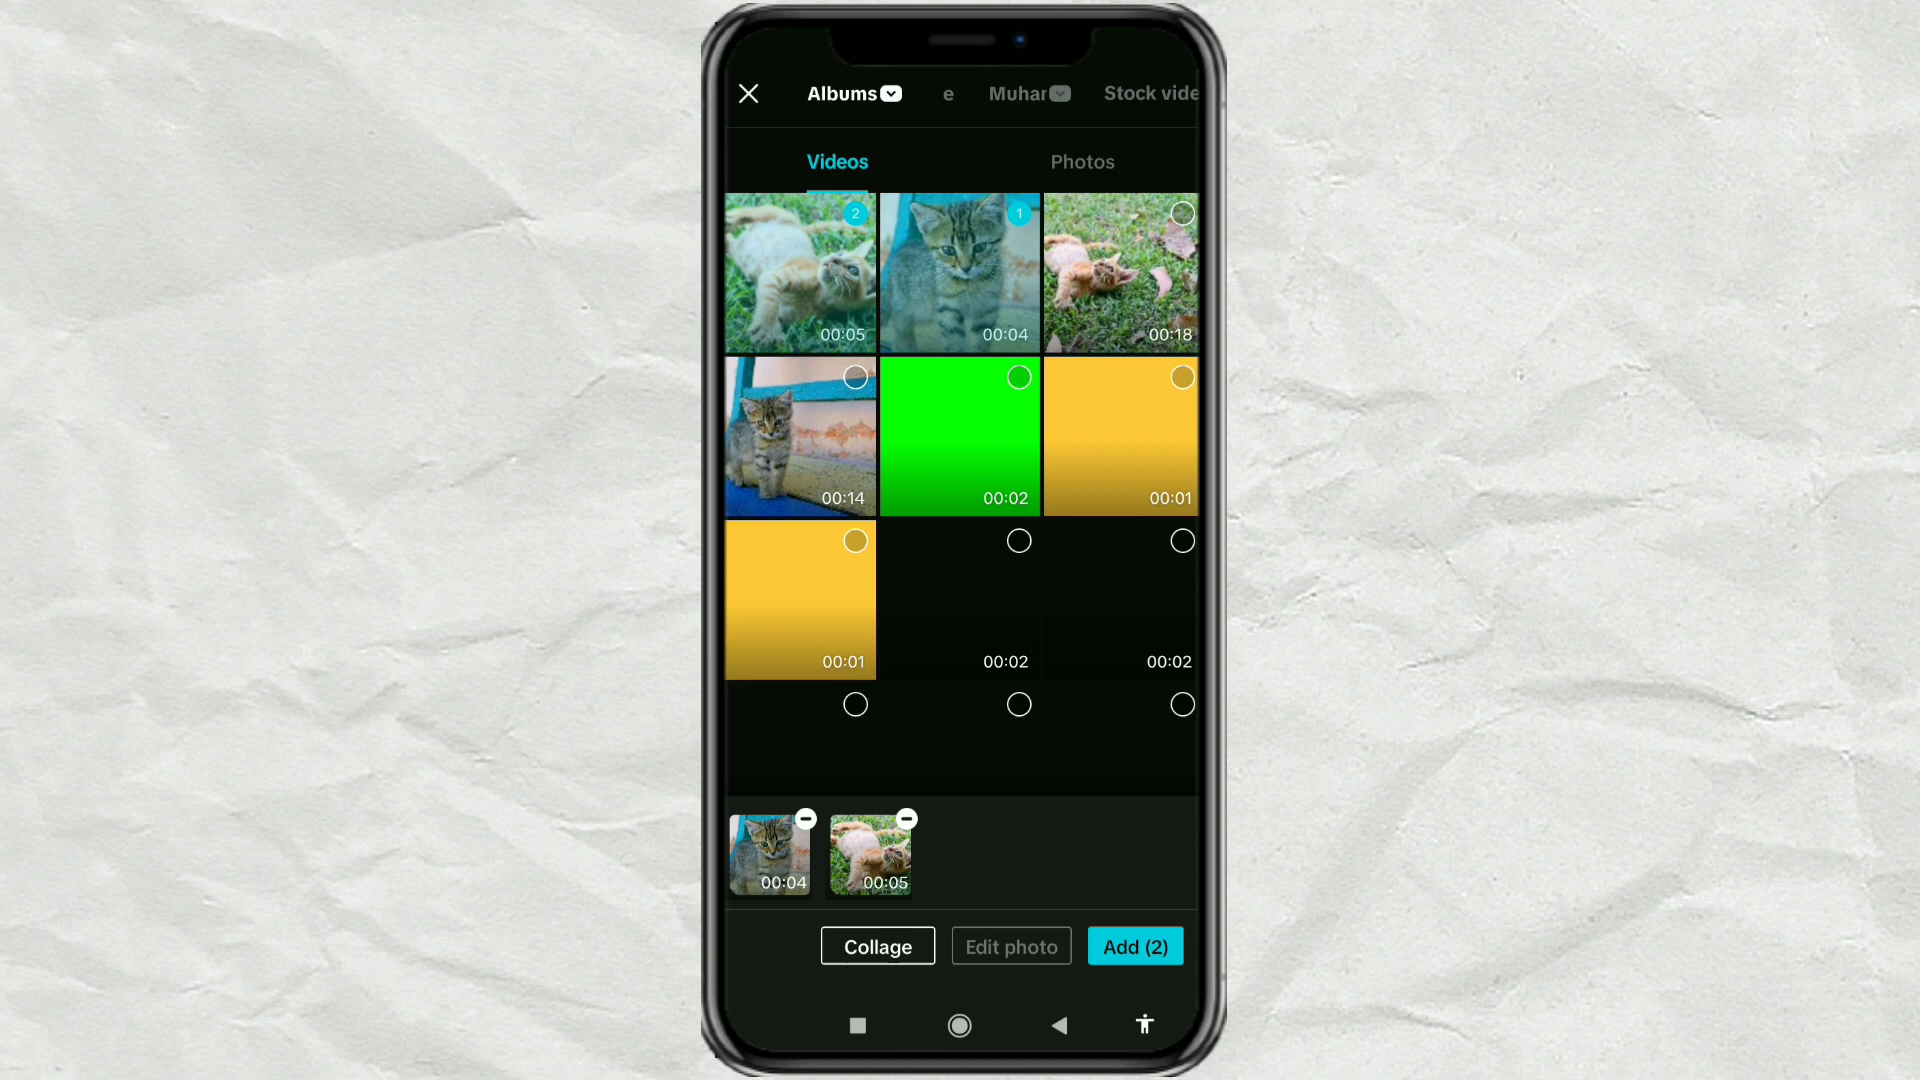 Albums e Muhar Stock vide
Videos Photos
2 1
00:05 00:04 00:18
00:14 00:02 00:01
00:01 00:02 00:02
00:04 00:05
Collage Edit photo Add (2)